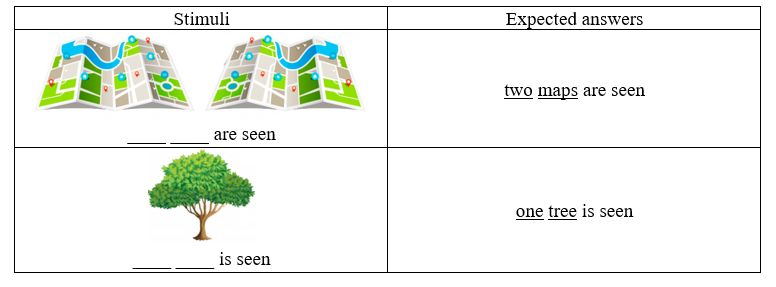 Stimuli
Expected answers
____ ____ are seen
two maps are seen
____ ____ is seen
one tree is seen